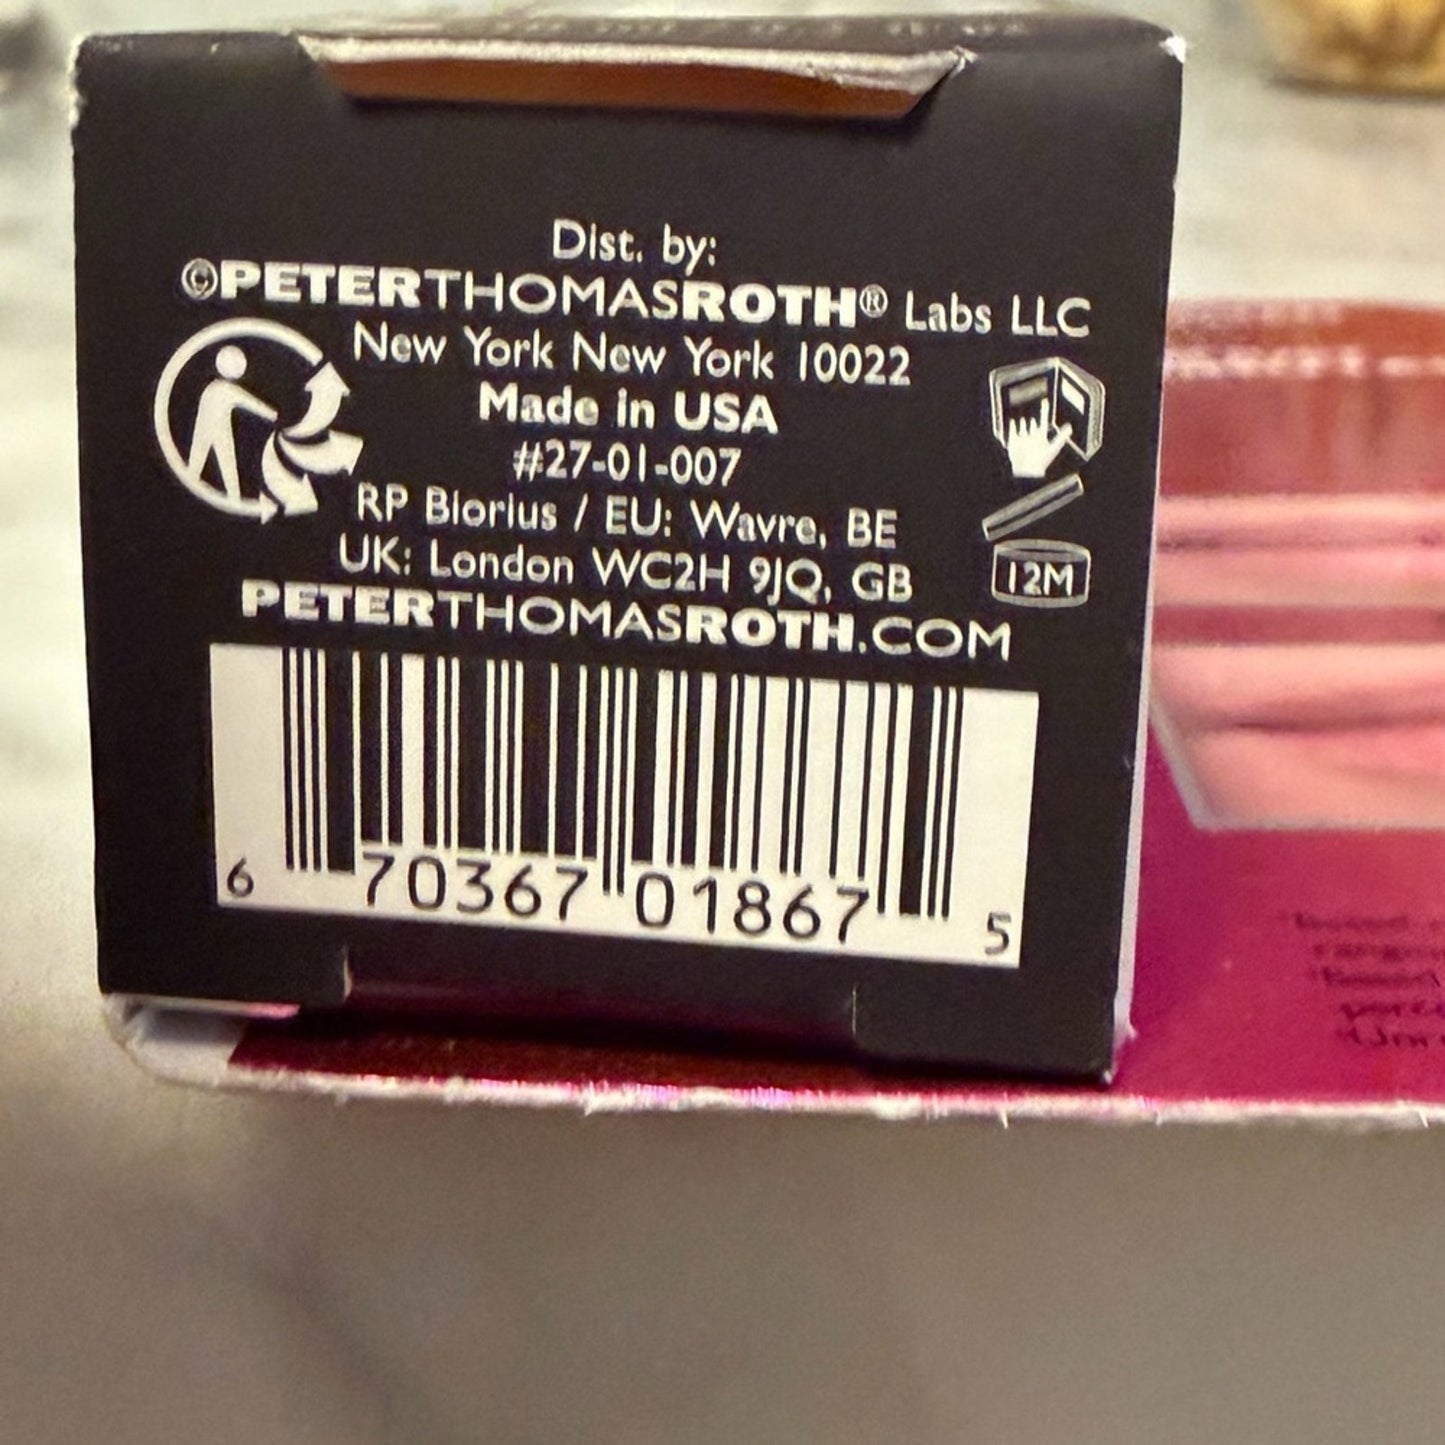 Dist. by:
©PETERTHOMASROTH® Labs LLC
New York New York 10022
Made in USA
#27-01-007
RP Biorius / EU: Wavre, BE
UK: London WC2H 9JQ, GB
PETERTHOMASROTH.COM
12M
6 70367 01867 5